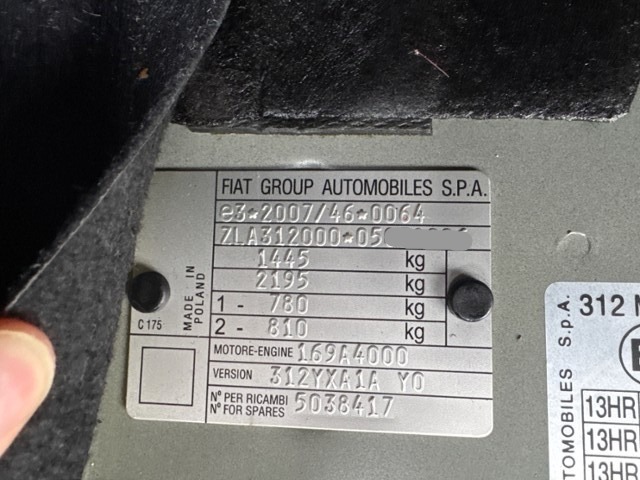 FIAT GROUP AUTOMOBILES S.P.A.
e3*2007/46*0064
ZLA312000*05
1445 kg
2195 kg
1 - 780 kg
2 - 810 kg
MADE IN POLAND
C 175
MOTORE-ENGINE 169A4000
VERSION 312YXA1A Y0
N° PER RICAMBI
N° FOR SPARES 5038417
312
TOMOBILES S.p.A.
13HR
13HR
13HR